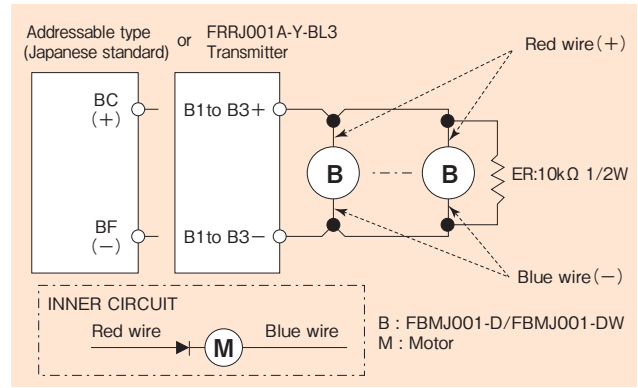 Addressable type
(Japanese standard)
or
FRRJ001A-Y-BL3
Transmitter
Red wire(+)
BC
(+)
B1 to B3+
B
B
ER:10kΩ 1/2W
BF
(−)
B1 to B3−
Blue wire(−)
INNER CIRCUIT
Red wire
M
Blue wire
B : FBMJ001-D/FBMJ001-DW
M : Motor